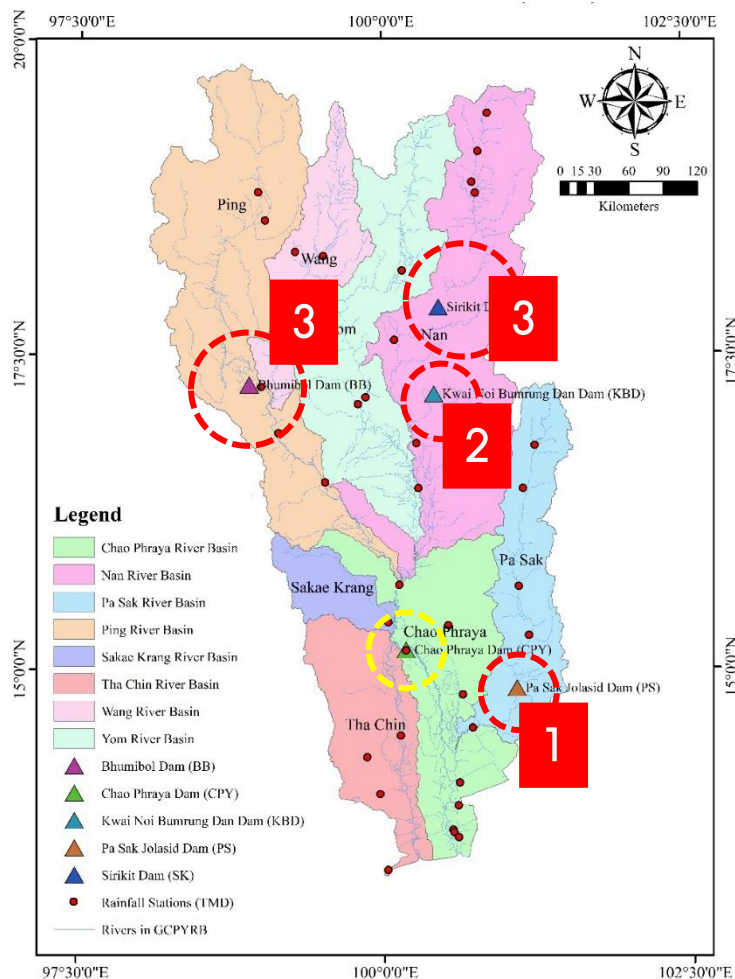 97°30'0"E 100°0'0"E 102°30'0"E
20°0'0"N
20°0'0"N
N
W E
S
0 15 30 60 90 120
Kilometers
Ping
Wang
3
Sirikit D
3
om
Nan
17°30'0"N
17°30'0"N
Bhumibol Dam (BB)
Kwai Noi Bumrung Dan Dam (KBD)
2
Legend
Chao Phraya River Basin
Nan River Basin
Pa Sak River Basin
Ping River Basin
Sakae Krang River Basin
Tha Chin River Basin
Wang River Basin
Yom River Basin
Bhumibol Dam (BB)
Chao Phraya Dam (CPY)
Kwai Noi Bumrung Dan Dam (KBD)
Pa Sak Jolasid Dam (PS)
Sirikit Dam (SK)
Rainfall Stations (TMD)
Rivers in GCPYRB
Pa Sak
Sakae Krang
Chao Phraya
Chao Phraya Dam (CPY)
15°0'0"N
15°0'0"N
Pa Sak Jolasid Dam (PS)
Tha Chin
1
97°30'0"E 100°0'0"E 102°30'0"E